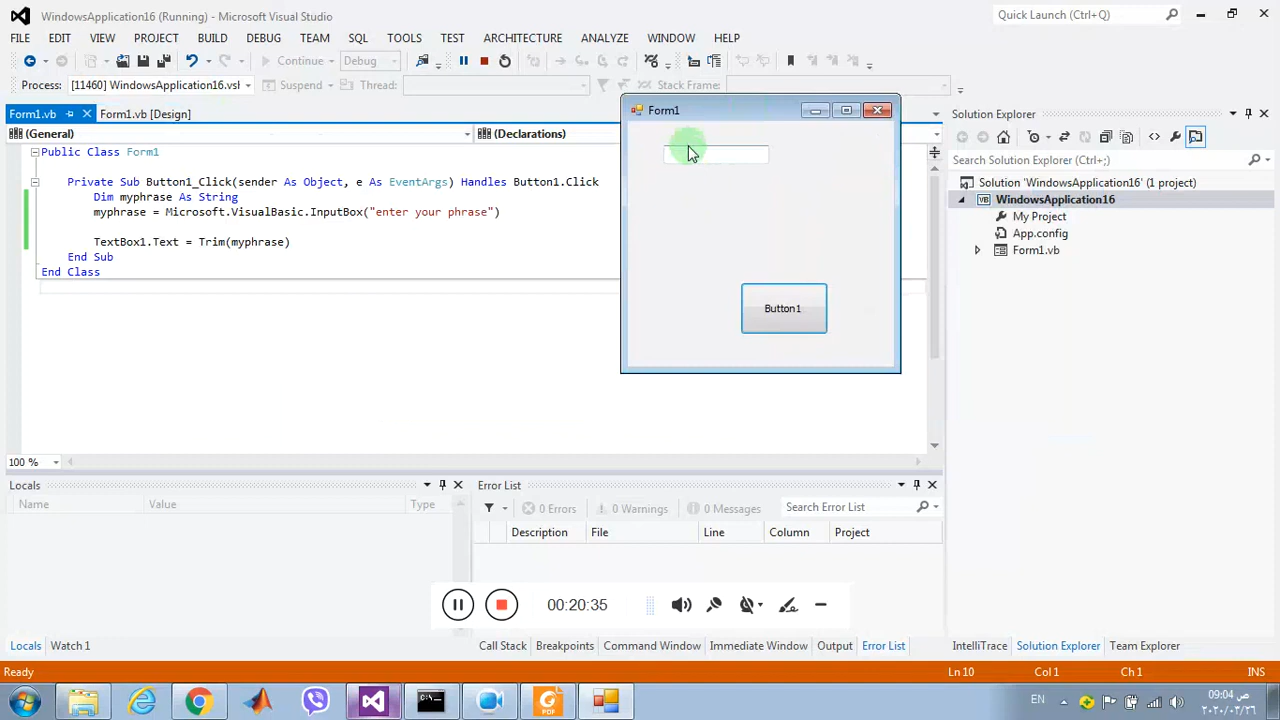 WindowsApplication16 (Running) - Microsoft Visual Studio
Quick Launch (Ctrl+Q)
FILE EDIT VIEW PROJECT BUILD DEBUG TEAM SQL TOOLS TEST ARCHITECTURE ANALYZE WINDOW HELP
Continue Debug
Process: [11460] WindowsApplication16.vsl Suspend Thread: Stack Frame:
Form1.vb Form1.vb [Design]
(General) (Declarations)
Public Class Form1
Private Sub Button1_Click(sender As Object, e As EventArgs) Handles Button1.Click
Dim myphrase As String
myphrase = Microsoft.VisualBasic.InputBox("enter your phrase")
TextBox1.Text = Trim(myphrase)
End Sub
End Class
100 %
Form1
Button1
Solution Explorer
Search Solution Explorer (Ctrl+;)
Solution 'WindowsApplication16' (1 project)
VB WindowsApplication16
My Project
App.config
Form1.vb
Locals
Name Value Type
Error List
0 Errors 0 Warnings 0 Messages Search Error List
Description File Line Column Project
00:20:35
Locals Watch 1
Call Stack Breakpoints Command Window Immediate Window Output Error List
IntelliTrace Solution Explorer Team Explorer
Ready Ln 10 Col 1 Ch 1 INS
PDF
EN
09:04 ص
٢٠٢٠/٠٣/٢٦